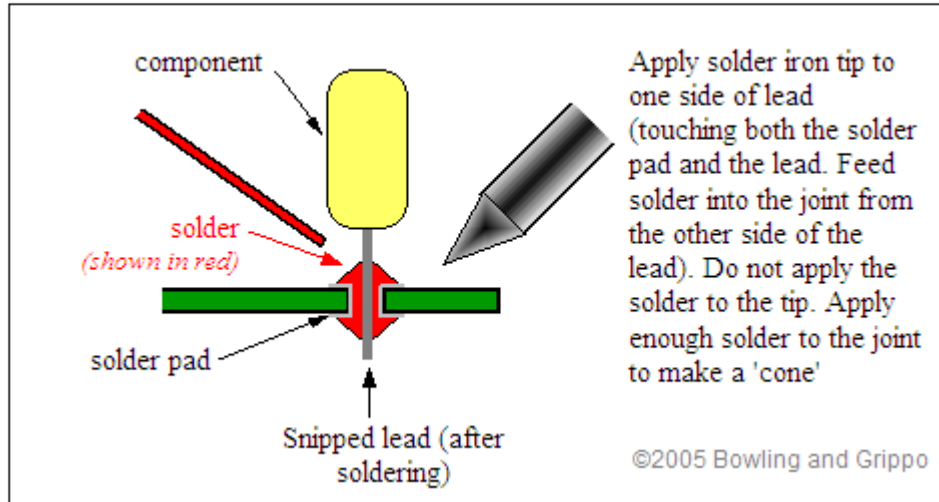 component
solder
(shown in red)
solder pad
Snipped lead (after
soldering)
Apply solder iron tip to
one side of lead
(touching both the solder
pad and the lead. Feed
solder into the joint from
the other side of the
lead). Do not apply the
solder to the tip. Apply
enough solder to the joint
to make a 'cone'
©2005 Bowling and Grippo